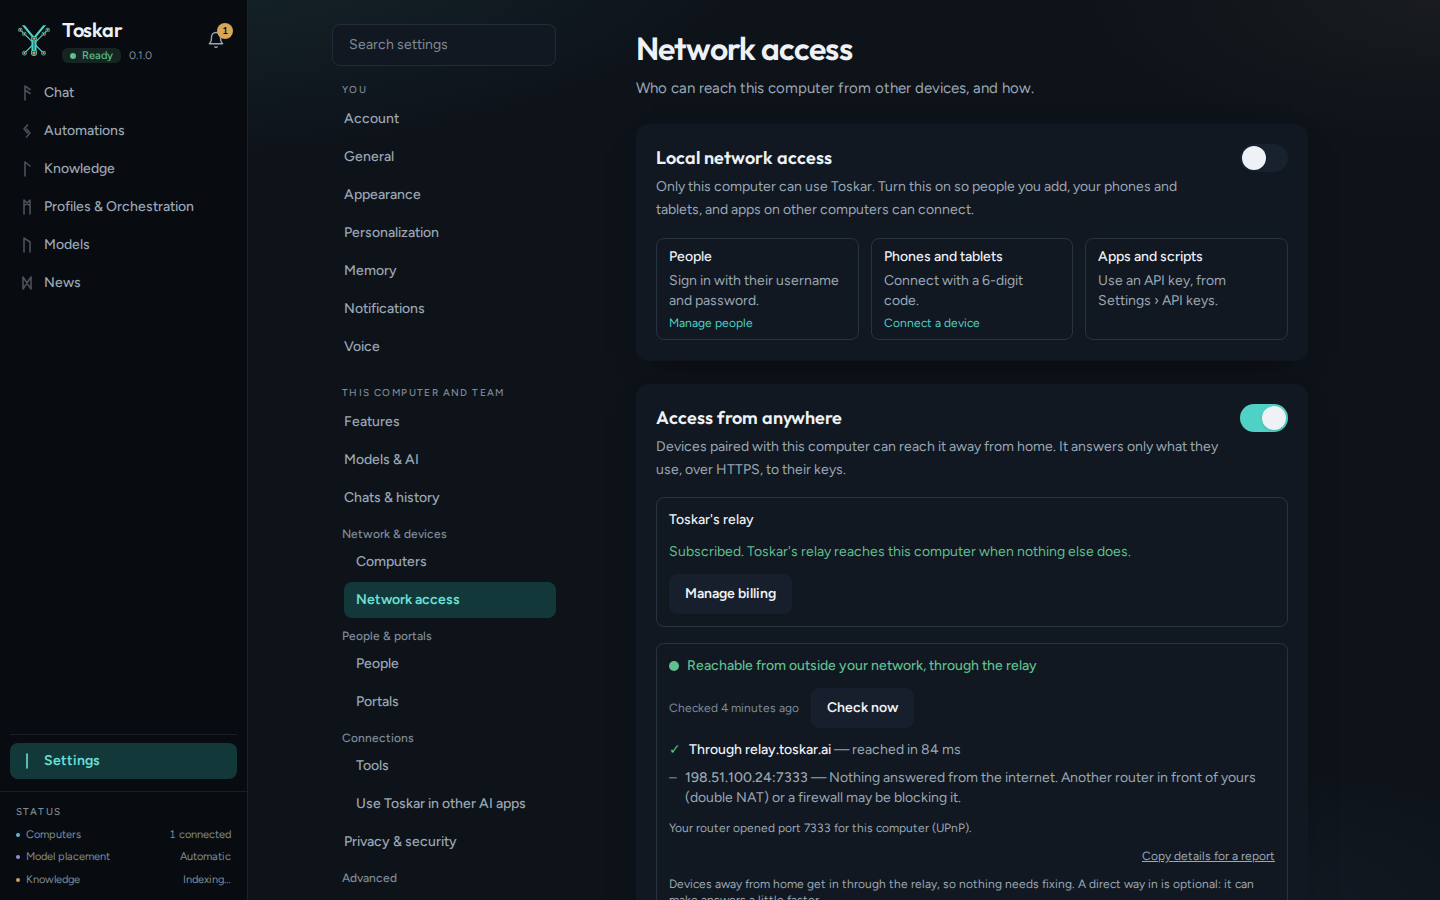 Toskar
Ready 0.1.0
1
Chat
Automations
Knowledge
Profiles & Orchestration
Models
News
Settings
STATUS
Computers 1 connected
Model placement Automatic
Knowledge Indexing...
Search settings
YOU
Account
General
Appearance
Personalization
Memory
Notifications
Voice
THIS COMPUTER AND TEAM
Features
Models & AI
Chats & history
Network & devices
Computers
Network access
People & portals
People
Portals
Connections
Tools
Use Toskar in other AI apps
Privacy & security
Advanced
Network access
Who can reach this computer from other devices, and how.
Local network access
Only this computer can use Toskar. Turn this on so people you add, your phones and
tablets, and apps on other computers can connect.
People
Sign in with their username
and password.
Manage people
Phones and tablets
Connect with a 6-digit
code.
Connect a device
Apps and scripts
Use an API key, from
Settings › API keys.
Access from anywhere
Devices paired with this computer can reach it away from home. It answers only what they
use, over HTTPS, to their keys.
Toskar's relay
Subscribed. Toskar's relay reaches this computer when nothing else does.
Manage billing
Reachable from outside your network, through the relay
Checked 4 minutes ago Check now
✓ Through relay.toskar.ai — reached in 84 ms
– 198.51.100.24:7333 — Nothing answered from the internet. Another router in front of yours
(double NAT) or a firewall may be blocking it.
Your router opened port 7333 for this computer (UPnP).
Copy details for a report
Devices away from home get in through the relay, so nothing needs fixing. A direct way in is optional: it can
make answers a little faster.